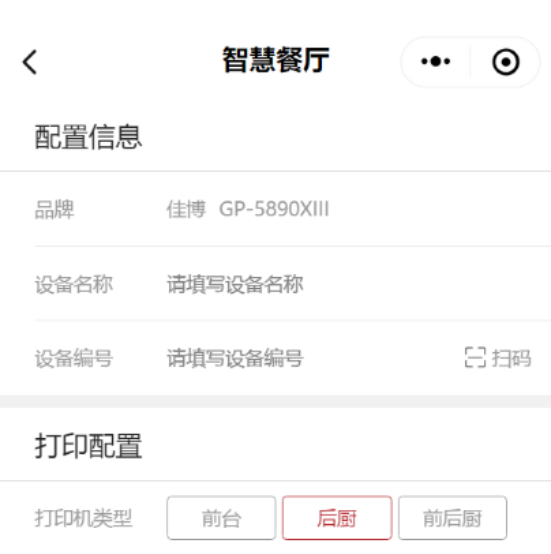 智慧餐厅
配置信息
品牌 佳博 GP-5890XIII
设备名称 请填写设备名称
设备编号 请填写设备编号 扫码
打印配置
打印机类型 前台 后厨 前后厨